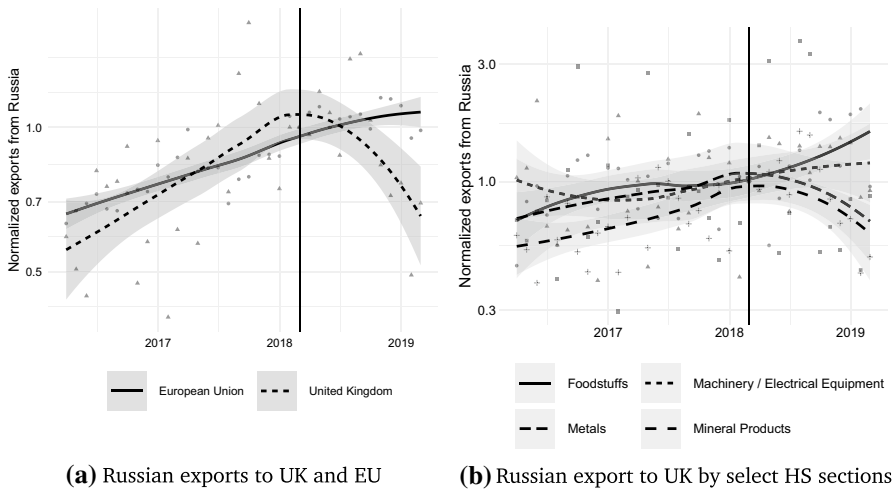 Normalized exports from Russia
1.0
0.7
0.5
2017
2018
2019
European Union
United Kingdom
(a) Russian exports to UK and EU
Normalized exports from Russia
3.0
1.0
0.3
2017
2018
2019
Foodstuffs
Machinery / Electrical Equipment
Metals
Mineral Products
(b) Russian export to UK by select HS sections